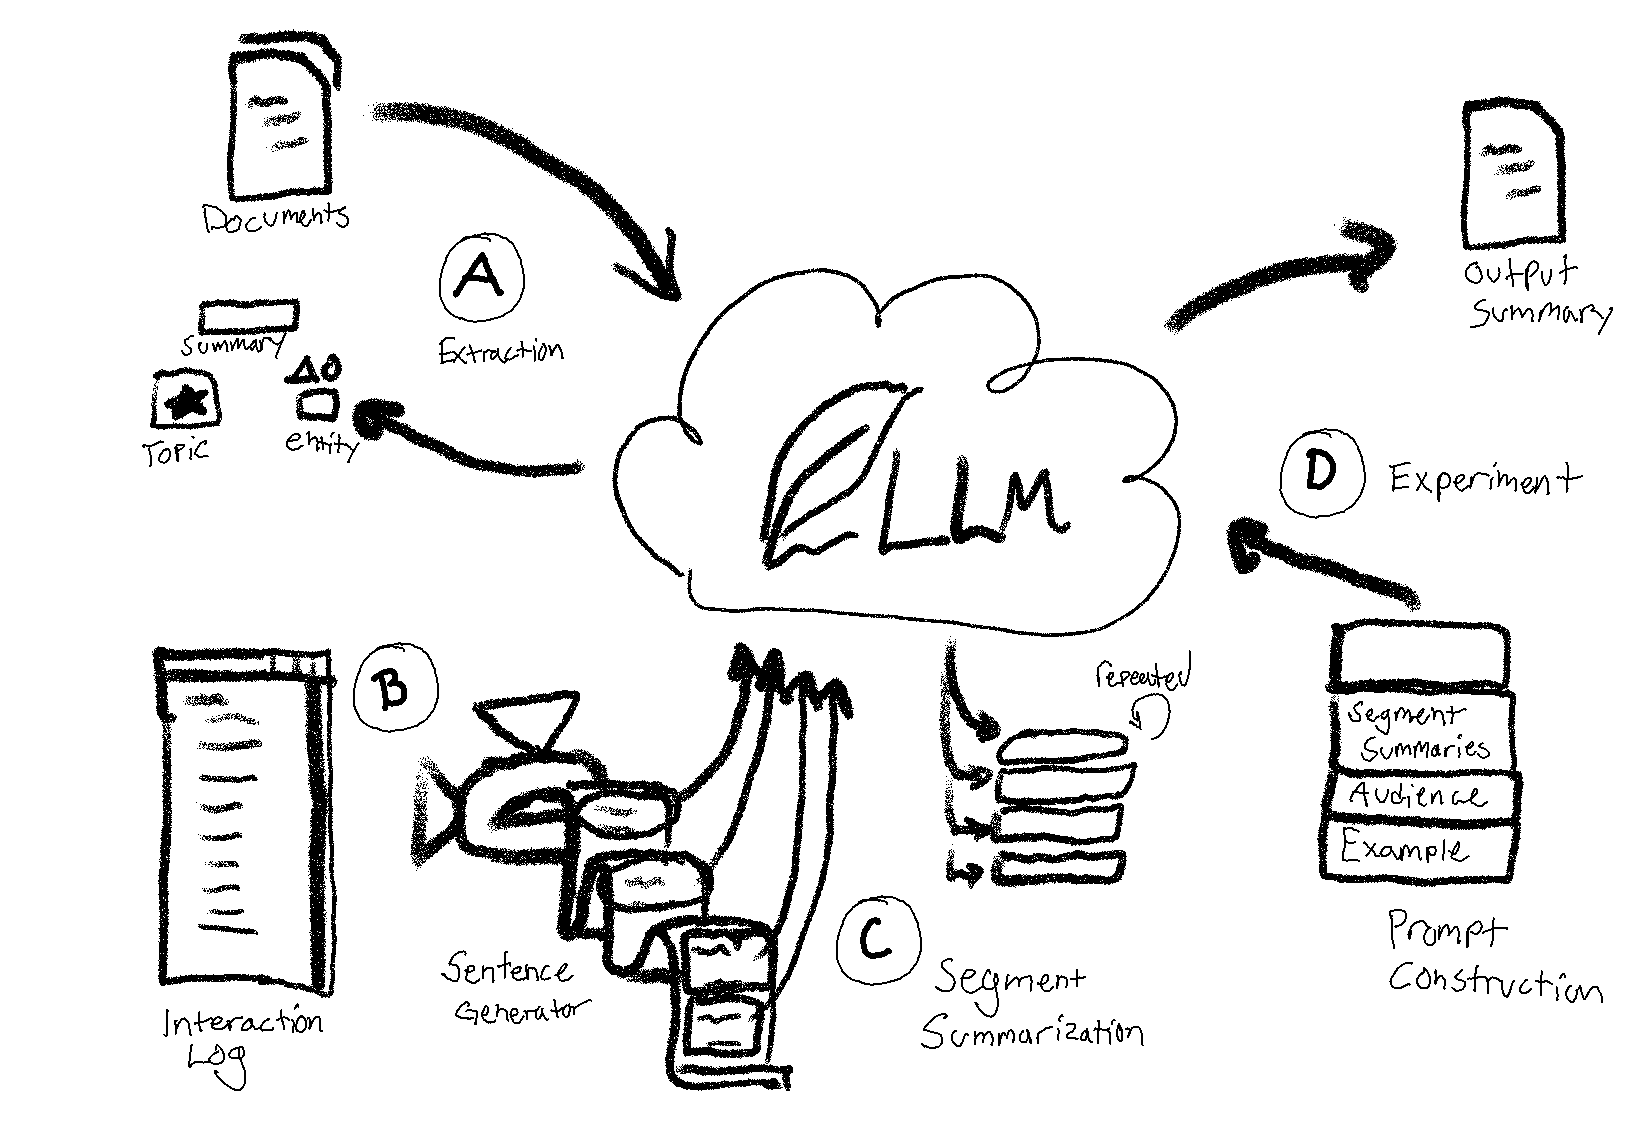 Documents
A
Extraction
Summary
Topic
entity
LLM
Output
Summary
D
Experiment
B
Interaction
Log
Sentence
Generator
C
Segment
Summarization
repeated
Segment
Summaries
Audience
Example
Prompt
Construction